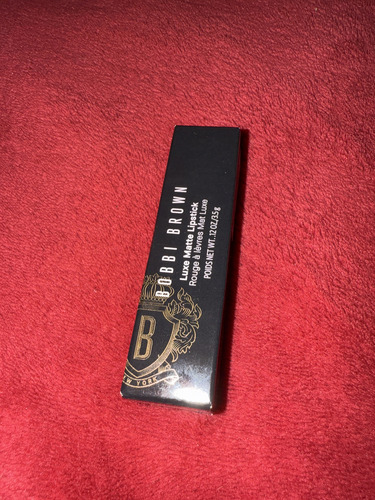 BOBBI BROWN
Luxe Matte Lipstick
Rouge à lèvres Mat Luxe
POIDS NET WT. .12 OZ/3.5 g
B
NEW YORK